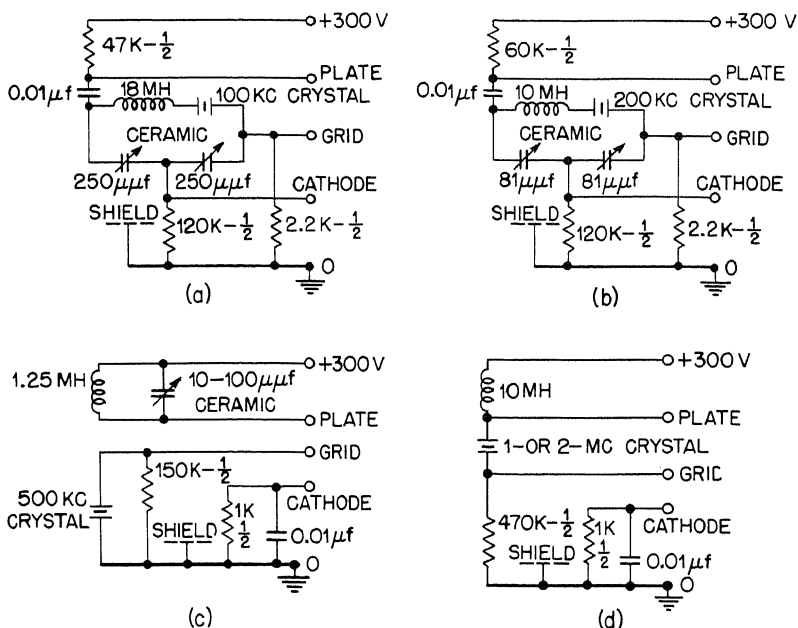 +300 V
47K-½
PLATE
0.01μf
18 MH
100 KC CRYSTAL
CERAMIC
GRID
250μμf
250μμf
CATHODE
SHIELD
120K-½
2.2K-½
0
(a)
+300 V
60K-½
PLATE
0.01μf
10 MH
200 KC CRYSTAL
CERAMIC
GRID
81μμf
81μμf
CATHODE
SHIELD
120K-½
2.2K-½
0
(b)
+300 V
1.25 MH
10-100μμf
CERAMIC
PLATE
GRID
150K-½
500 KC
CRYSTAL
CATHODE
1K
½
SHIELD
0.01μf
0
(c)
+300 V
10 MH
PLATE
1-OR 2-MC CRYSTAL
GRID
470K-½
CATHODE
1K
½
SHIELD
0.01μf
0
(d)